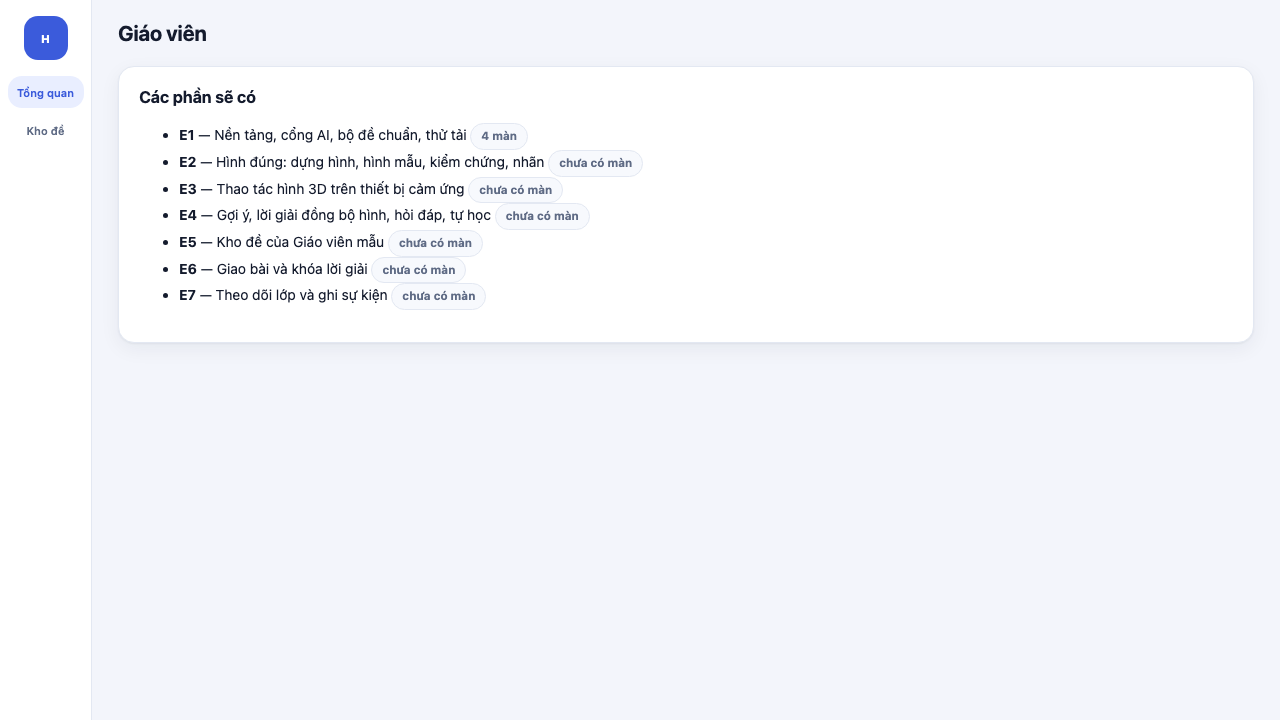 H
Tổng quan
Kho đề
Giáo viên
Các phần sẽ có
E1 — Nền tảng, cổng AI, bộ đề chuẩn, thử tải 4 màn
E2 — Hình đúng: dựng hình, hình mẫu, kiểm chứng, nhãn chưa có màn
E3 — Thao tác hình 3D trên thiết bị cảm ứng chưa có màn
E4 — Gợi ý, lời giải đồng bộ hình, hỏi đáp, tự học chưa có màn
E5 — Kho đề của Giáo viên mẫu chưa có màn
E6 — Giao bài và khóa lời giải chưa có màn
E7 — Theo dõi lớp và ghi sự kiện chưa có màn